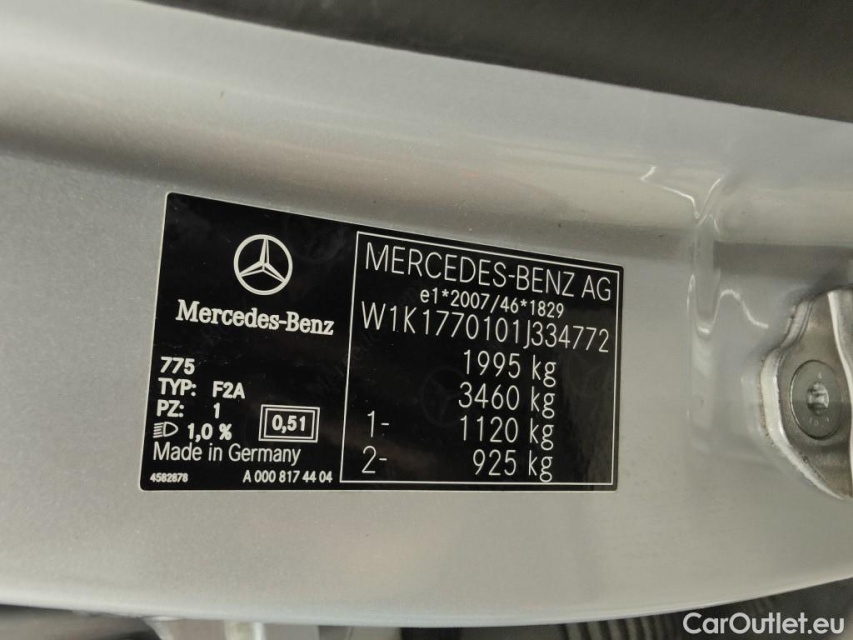 Mercedes-Benz
775
TYP: F2A
PZ: 1
1,0 %
0,51
Made in Germany
4582878
A 000 817 44 04
MERCEDES-BENZ AG
e1*2007/46*1829
W1K1770101J334772
1995 kg
3460 kg
1- 1120 kg
2- 925 kg
CarOutlet.eu